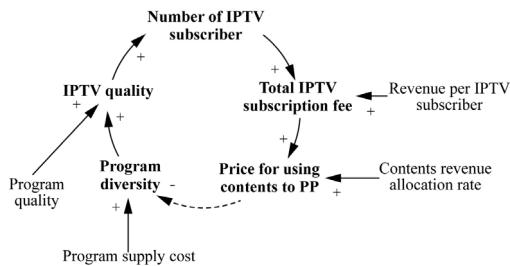 Number of IPTV
subscriber
+
+
IPTV quality
+
+
Total IPTV
subscription fee
+
Revenue per IPTV
subscriber
+
Program
diversity
-
+
Price for using
contents to PP
+
Contents revenue
allocation rate
Program
quality
Program supply cost